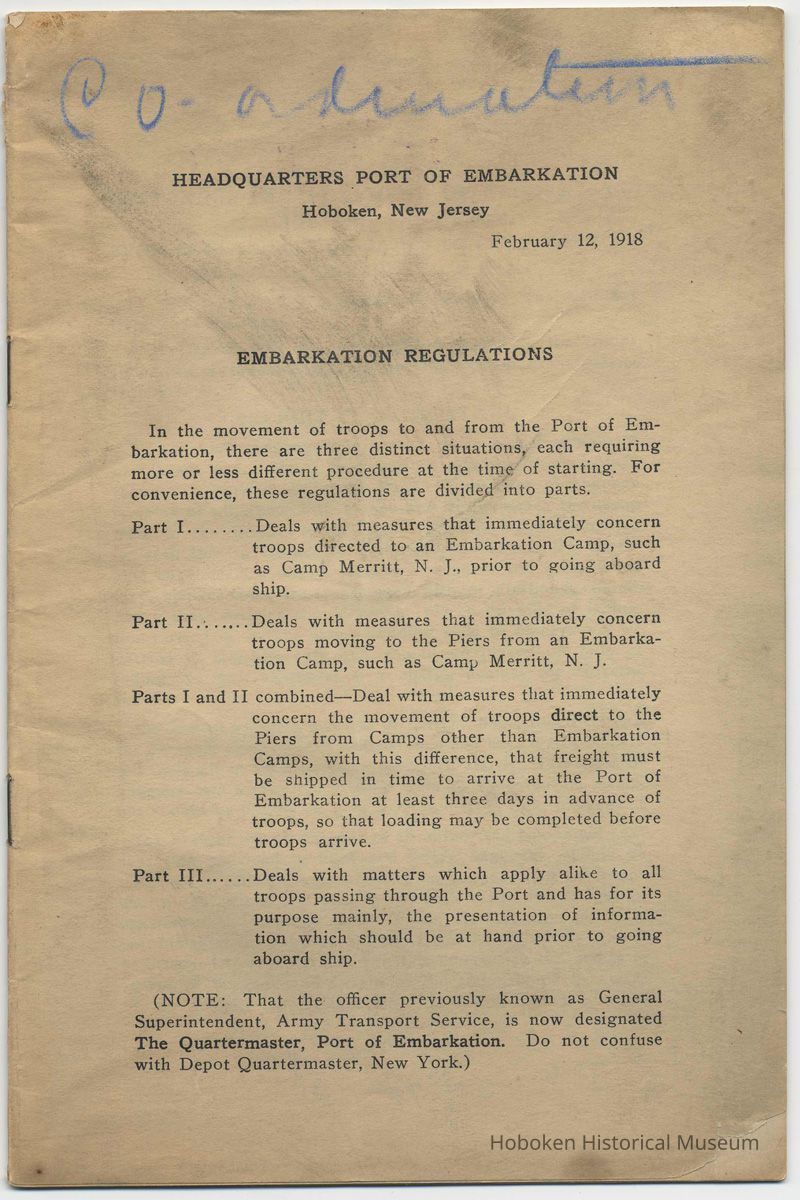 Co-ordination
HEADQUARTERS PORT OF EMBARKATION
Hoboken, New Jersey
February 12, 1918
EMBARKATION REGULATIONS
In the movement of troops to and from the Port of Em-
barkation, there are three distinct situations, each requiring
more or less different procedure at the time of starting. For
convenience, these regulations are divided into parts.
Part I........Deals with measures that immediately concern
troops directed to an Embarkation Camp, such
as Camp Merritt, N. J., prior to going aboard
ship.
Part II.......Deals with measures that immediately concern
troops moving to the Piers from an Embarka-
tion Camp, such as Camp Merritt, N. J.
Parts I and II combined—Deal with measures that immediately
concern the movement of troops direct to the
Piers from Camps other than Embarkation
Camps, with this difference, that freight must
be shipped in time to arrive at the Port of
Embarkation at least three days in advance of
troops, so that loading may be completed before
troops arrive.
Part III......Deals with matters which apply alike to all
troops passing through the Port and has for its
purpose mainly, the presentation of informa-
tion which should be at hand prior to going
aboard ship.
(NOTE: That the officer previously known as General
Superintendent, Army Transport Service, is now designated
The Quartermaster, Port of Embarkation. Do not confuse
with Depot Quartermaster, New York.)
Hoboken Historical Museum